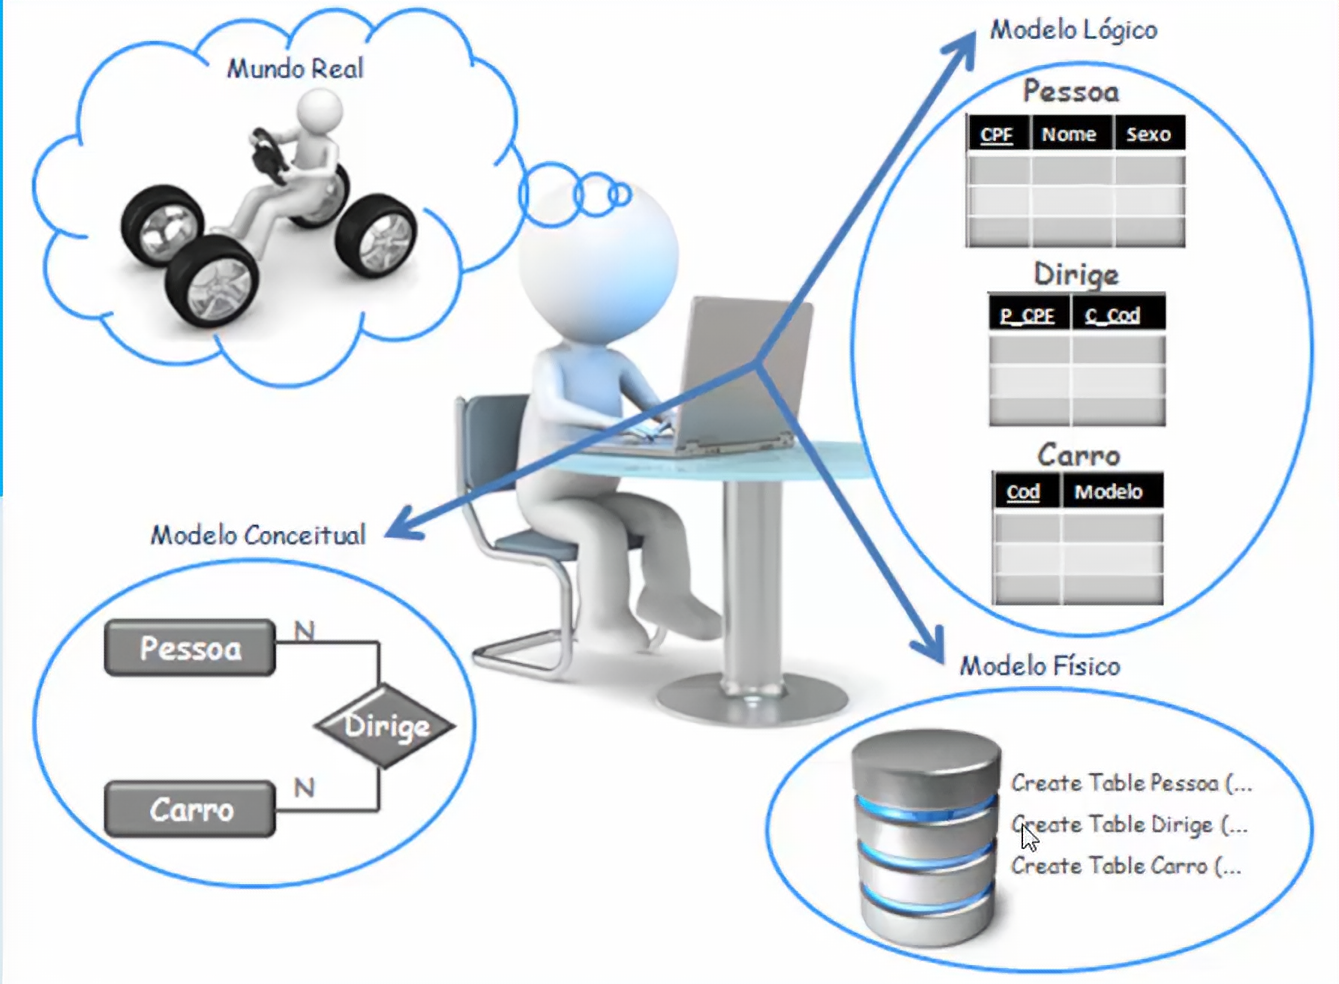 Mundo Real
Modelo Lógico
Pessoa
CPF Nome Sexo
Dirige
P_CPF C_Cod
Carro
Cod Modelo
Modelo Conceitual
Pessoa
N
Dirige
N
Carro
Modelo Físico
Create Table Pessoa (...
Create Table Dirige (...
Create Table Carro (...